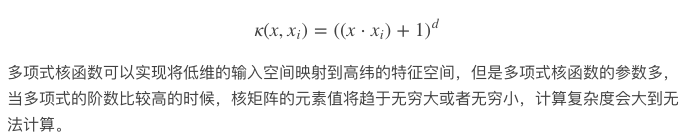 κ(x, xᵢ) = ((x · xᵢ) + 1)ᵈ
多项式核函数可以实现将低维的输入空间映射到高纬的特征空间，但是多项式核函数的参数多，
当多项式的阶数比较高的时候，核矩阵的元素值将趋于无穷大或者无穷小，计算复杂度会大到无
法计算。